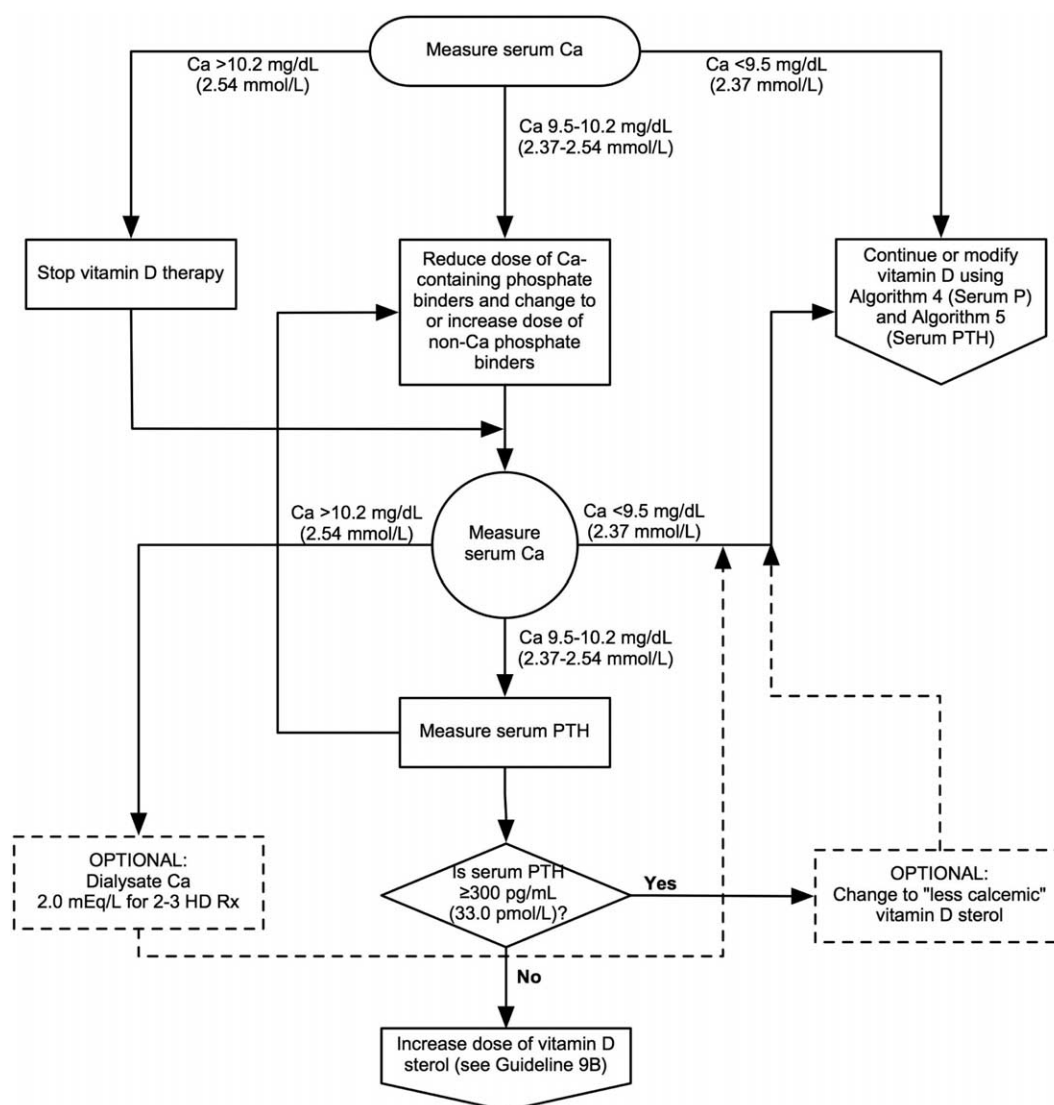 Measure serum Ca
Ca >10.2 mg/dL
(2.54 mmol/L)
Ca <9.5 mg/dL
(2.37 mmol/L)
Ca 9.5-10.2 mg/dL
(2.37-2.54 mmol/L)
Stop vitamin D therapy
Reduce dose of Ca-
containing phosphate
binders and change to
or increase dose of
non-Ca phosphate
binders
Continue or modify
vitamin D using
Algorithm 4 (Serum P)
and Algorithm 5
(Serum PTH)
Ca >10.2 mg/dL
(2.54 mmol/L)
Measure
serum Ca
Ca <9.5 mg/dL
(2.37 mmol/L)
Ca 9.5-10.2 mg/dL
(2.37-2.54 mmol/L)
Measure serum PTH
OPTIONAL:
Dialysate Ca
2.0 mEq/L for 2-3 HD Rx
Is serum PTH
≥300 pg/mL
(33.0 pmol/L)?
Yes
OPTIONAL:
Change to "less calcemic"
vitamin D sterol
No
Increase dose of vitamin D
sterol (see Guideline 9B)